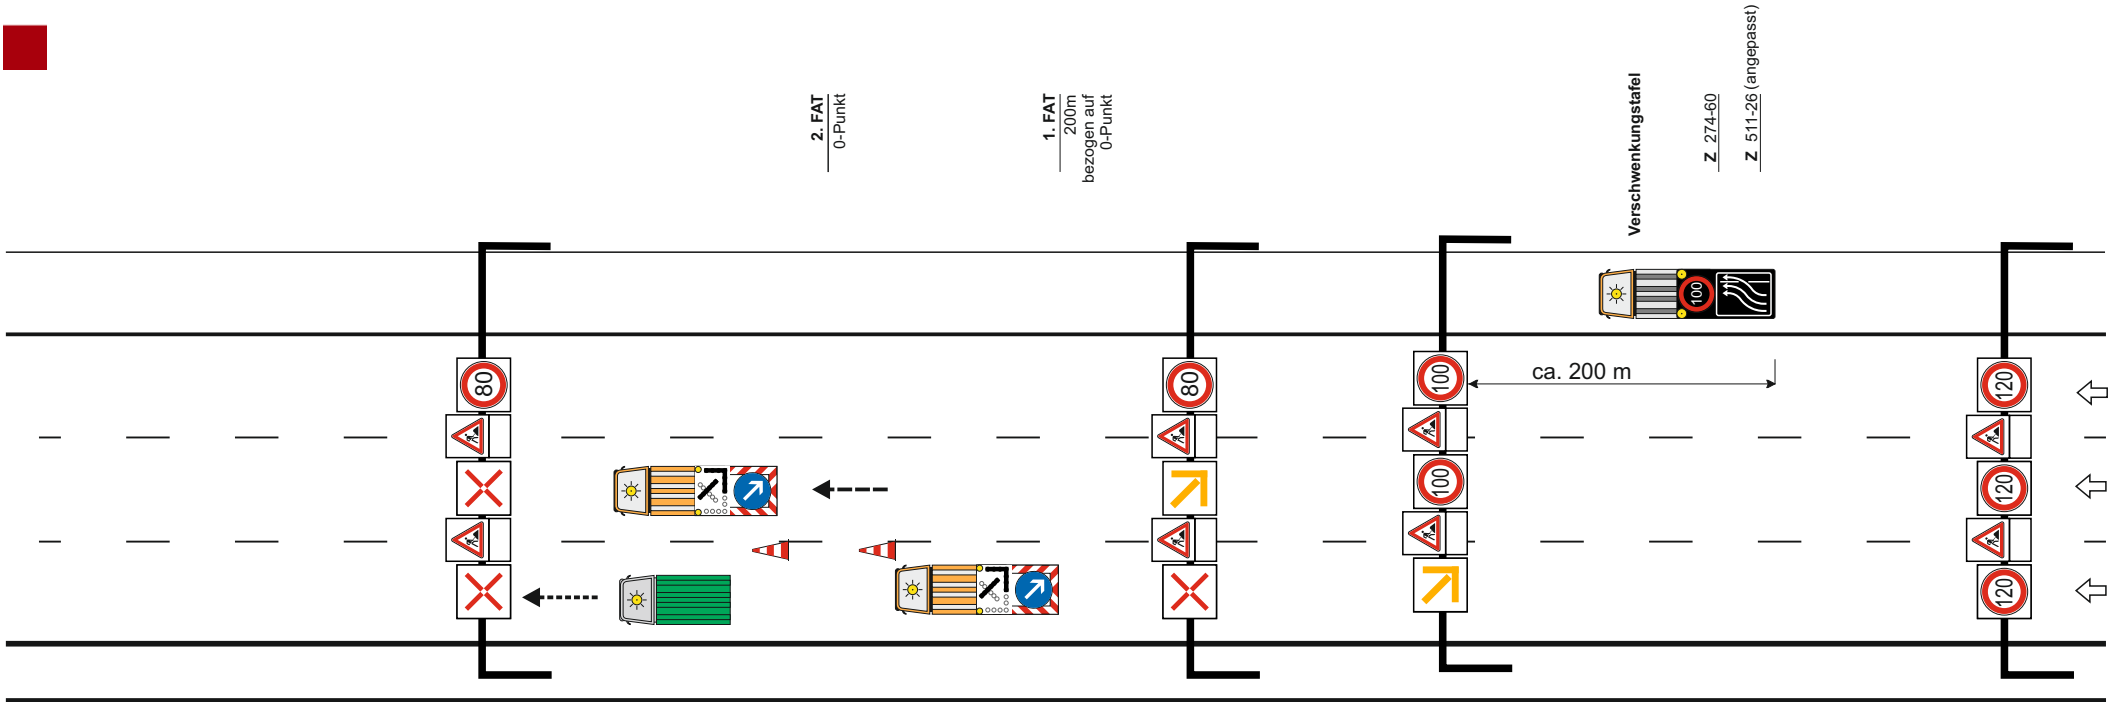 2. FAT
0-Punkt
1. FAT
200m
bezogen auf
0-Punkt
Verschwenkungstafel
Z 274-60
Z 511-26 (angepasst)
100
ca. 200 m
80
80
100
120
100
120
120